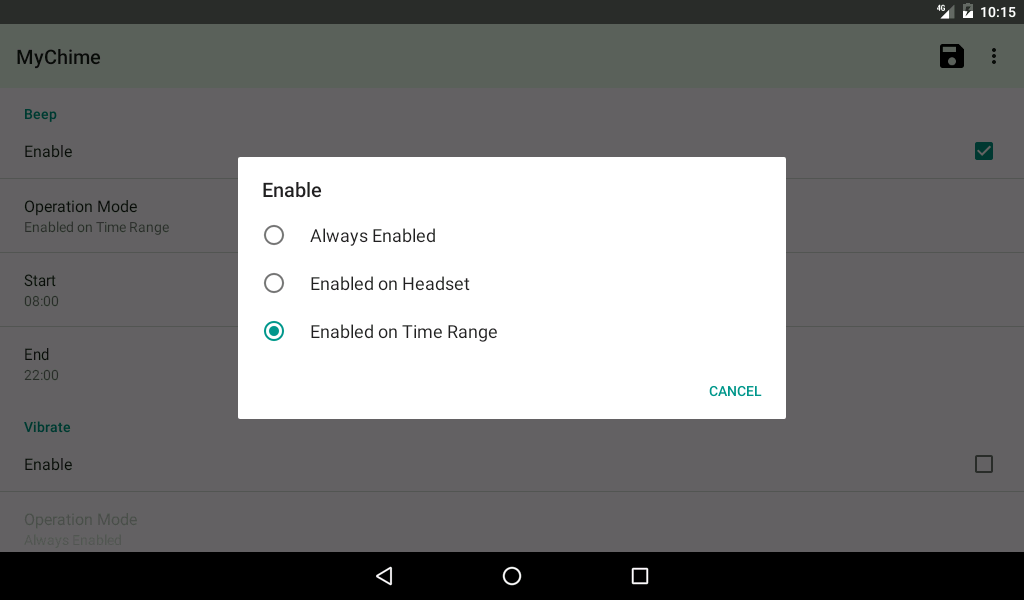 4G 10:15
MyChime
Beep
Enable
Operation Mode
Enabled on Time Range
Start
08:00
End
22:00
Vibrate
Enable
Operation Mode
Always Enabled
Enable
Always Enabled
Enabled on Headset
Enabled on Time Range
CANCEL